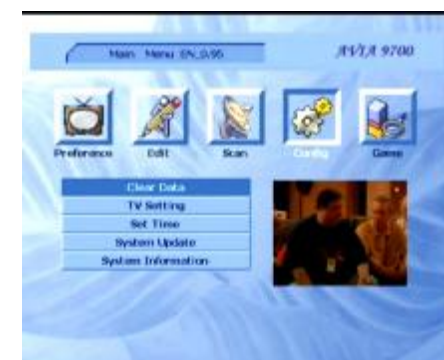 Main Menu EN_0.95
AVIA 9700
Preference Edit Scan Config Game
Clear Data
TV Setting
Set Time
System Update
System Information